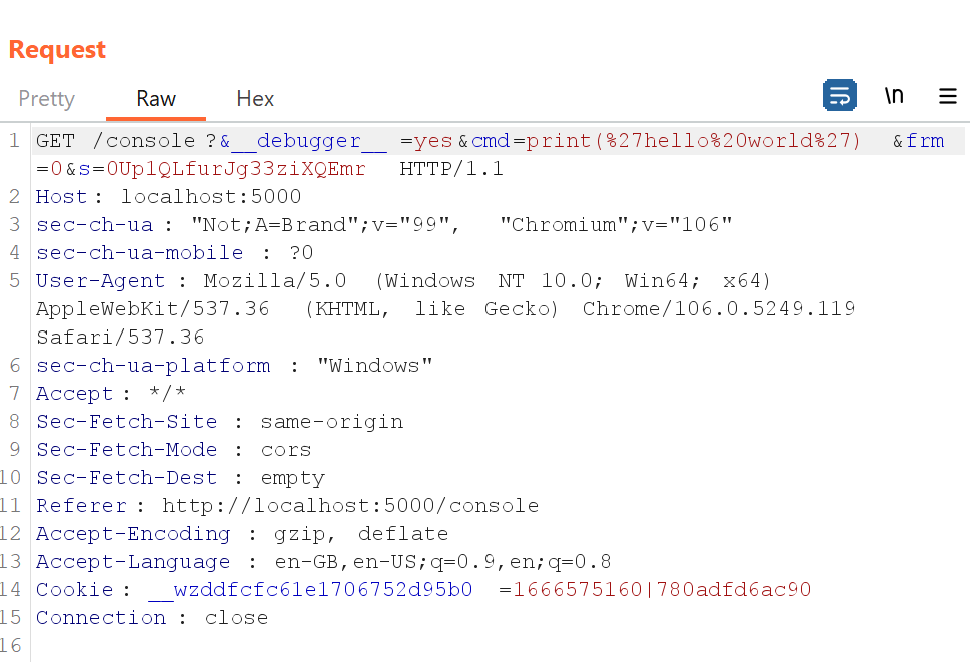 Request
Pretty Raw Hex \n
1 GET /console ?&__debugger__ =yes &cmd=print(%27hello%20world%27) &frm
=0&s=0Up1QLfurJg33ziXQEmr HTTP/1.1
2 Host : localhost:5000
3 sec-ch-ua : "Not;A=Brand";v="99", "Chromium";v="106"
4 sec-ch-ua-mobile : ?0
5 User-Agent : Mozilla/5.0 (Windows NT 10.0; Win64; x64)
AppleWebKit/537.36 (KHTML, like Gecko) Chrome/106.0.5249.119
Safari/537.36
6 sec-ch-ua-platform : "Windows"
7 Accept : */*
8 Sec-Fetch-Site : same-origin
9 Sec-Fetch-Mode : cors
10 Sec-Fetch-Dest : empty
11 Referer : http://localhost:5000/console
12 Accept-Encoding : gzip, deflate
13 Accept-Language : en-GB,en-US;q=0.9,en;q=0.8
14 Cookie : __wzddfcfc61e1706752d95b0 =1666575160|780adfd6ac90
15 Connection : close
16